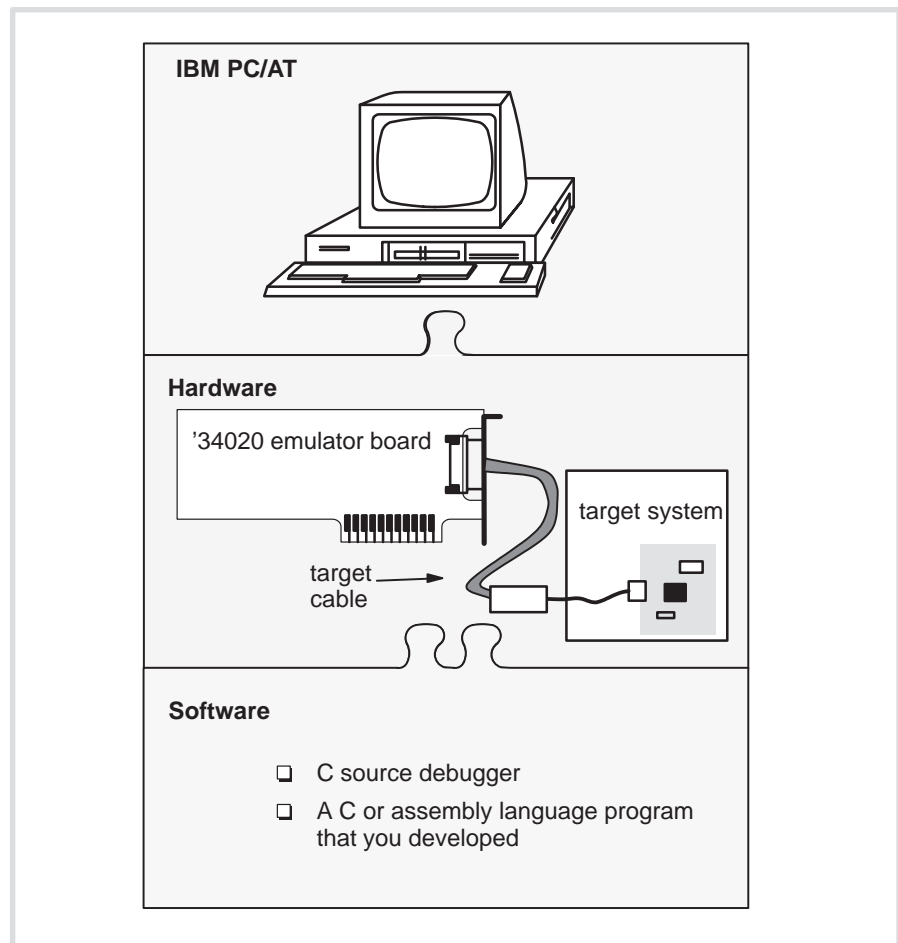 IBM PC/AT
Hardware
’34020 emulator board
target system
target
cable
Software
❑ C source debugger
❑ A C or assembly language program
that you developed